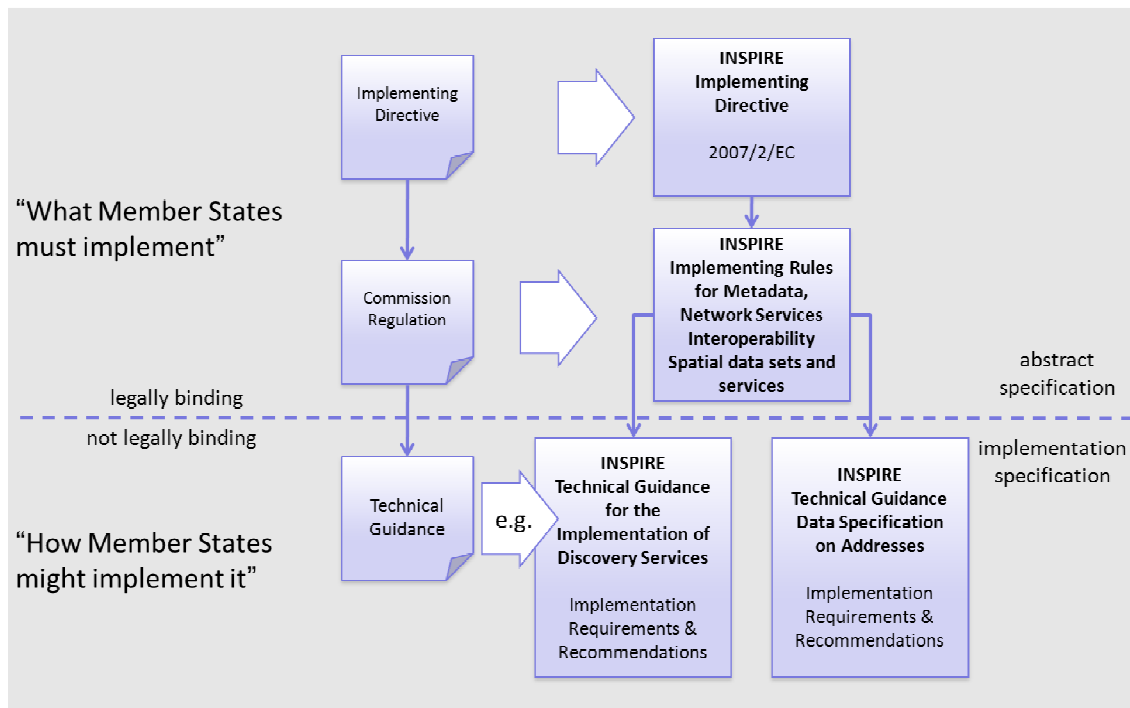 Implementing
Directive
INSPIRE
Implementing
Directive
2007/2/EC
“What Member States
must implement”
Commission
Regulation
INSPIRE
Implementing Rules
for Metadata,
Network Services
Interoperability
Spatial data sets and
services
abstract
specification
legally binding
not legally binding
implementation
specification
Technical
Guidance
e.g.
INSPIRE
Technical Guidance
for the
Implementation of
Discovery Services
Implementation
Requirements &
Recommendations
INSPIRE
Technical Guidance
Data Specification
on Addresses
Implementation
Requirements &
Recommendations
“How Member States
might implement it”